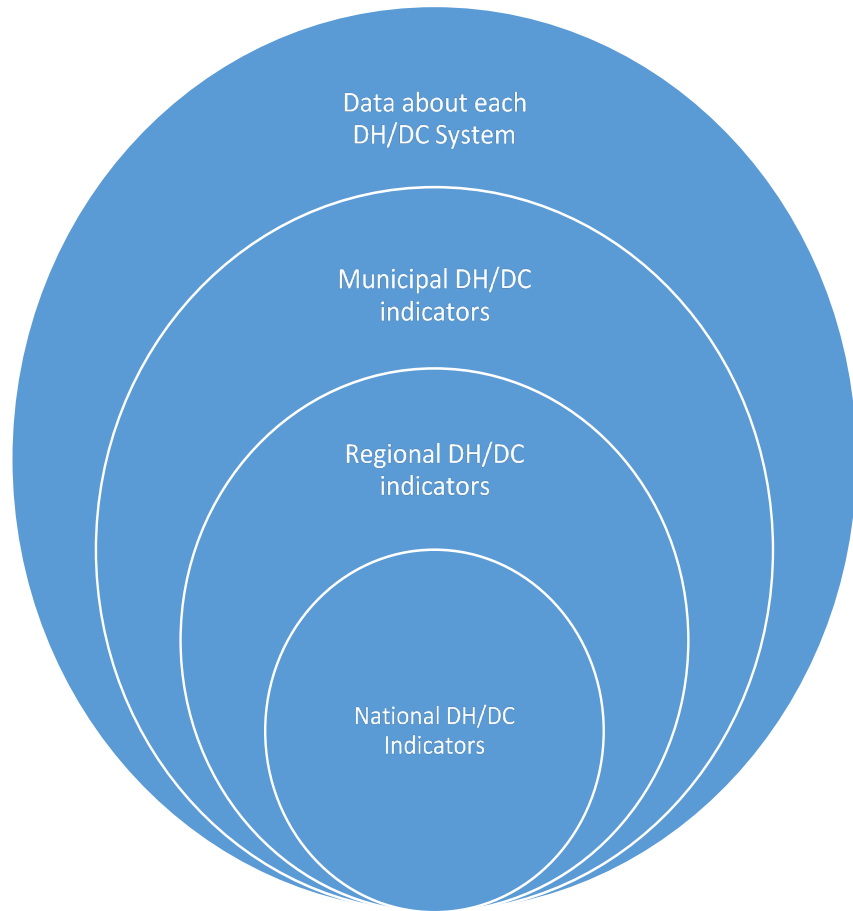 Data about each
DH/DC System
Municipal DH/DC
indicators
Regional DH/DC
indicators
National DH/DC
Indicators